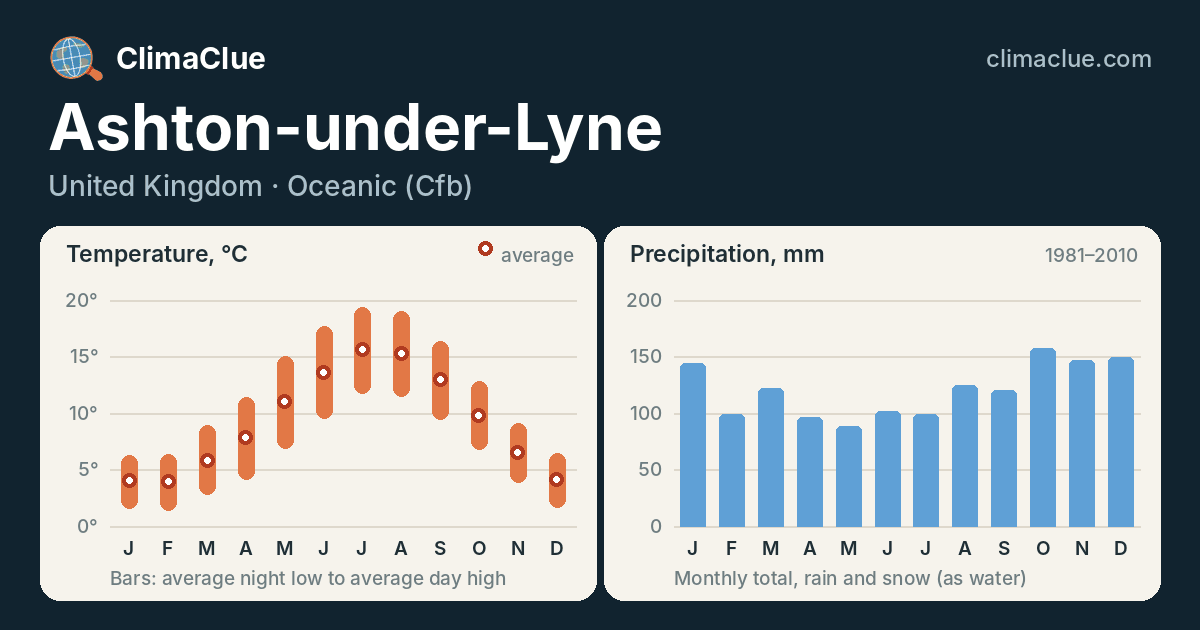 ClimaClue
climaclue.com
Ashton-under-Lyne
United Kingdom · Oceanic (Cfb)
Temperature, °C
average
20°
15°
10°
5°
0°
J F M A M J J A S O N D
Bars: average night low to average day high
Precipitation, mm
1981–2010
200
150
100
50
0
J F M A M J J A S O N D
Monthly total, rain and snow (as water)